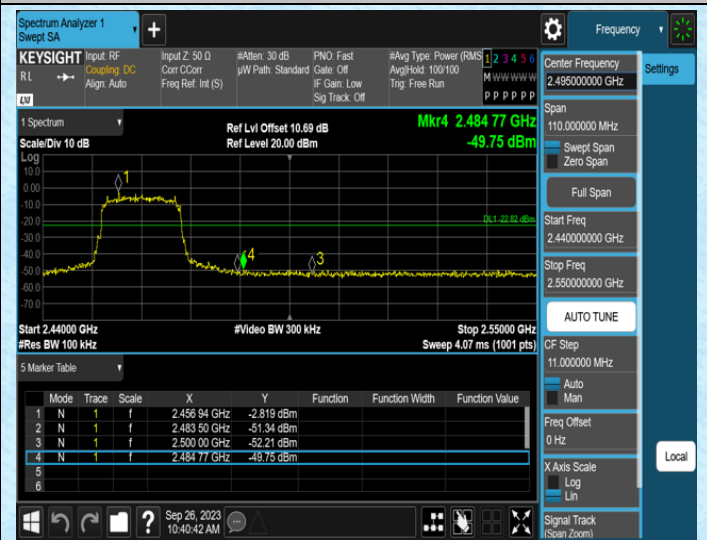 Spectrum Analyzer 1
Swept SA
+
Frequency
KEYSIGHT Input: RF Input Z: 50 Ω #Atten: 30 dB PNO: Fast #Avg Type: Power (RMS 1 2 3 4 5 6
RL Coupling: DC Corr CCorr µW Path: Standard Gate: Off Avg|Hold: 100/100 M W W W W W
Align: Auto Freq Ref: Int (S) IF Gain: Low Trig: Free Run
LXI Sig Track: Off P P P P P P
1 Spectrum
Ref Lvl Offset 10.69 dB Mkr4 2.484 77 GHz
Scale/Div 10 dB Ref Level 20.00 dBm -49.75 dBm
Log
10.0
0.00
-10.0
-20.0
-30.0
-40.0
-50.0
-60.0
-70.0
1
4
3
DL1 -22.82 dBm
Start 2.44000 GHz #Video BW 300 kHz Stop 2.55000 GHz
#Res BW 100 kHz Sweep 4.07 ms (1001 pts)
5 Marker Table
Mode Trace Scale X Y Function Function Width Function Value
1 N 1 f 2.456 94 GHz -2.819 dBm
2 N 1 f 2.483 50 GHz -51.34 dBm
3 N 1 f 2.500 00 GHz -52.21 dBm
4 N 1 f 2.484 77 GHz -49.75 dBm
5
6
?
Sep 26, 2023
10:40:42 AM
Center Frequency
2.495000000 GHz
Span
110.000000 MHz
Swept Span
Zero Span
Full Span
Start Freq
2.440000000 GHz
Stop Freq
2.550000000 GHz
AUTO TUNE
CF Step
11.000000 MHz
Auto
Man
Freq Offset
0 Hz
X Axis Scale
Log
Lin
Signal Track
(Span Zoom)
Settings
Local